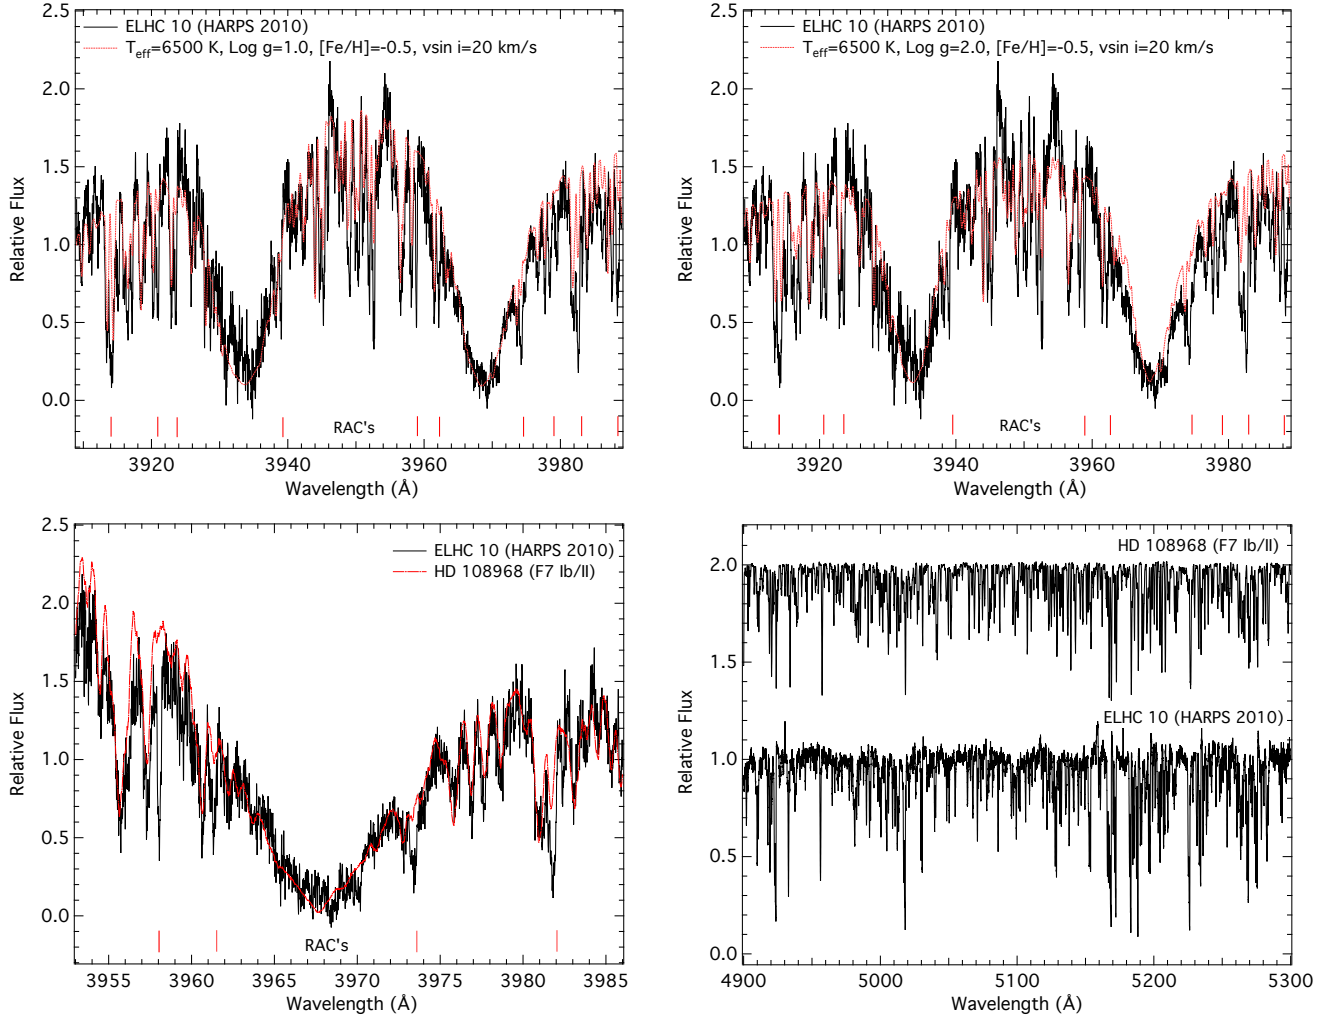 2.5
ELHC 10 (HARPS 2010)
Teff=6500 K, Log g=1.0, [Fe/H]=-0.5, vsin i=20 km/s
2.0
1.5
1.0
0.5
0.0
Relative Flux
RAC's
3920 3940 3960 3980
Wavelength (Å)
2.5
ELHC 10 (HARPS 2010)
Teff=6500 K, Log g=2.0, [Fe/H]=-0.5, vsin i=20 km/s
2.0
1.5
1.0
0.5
0.0
Relative Flux
RAC's
3920 3940 3960 3980
Wavelength (Å)
2.5
ELHC 10 (HARPS 2010)
HD 108968 (F7 Ib/II)
2.0
1.5
1.0
0.5
0.0
Relative Flux
RAC's
3955 3960 3965 3970 3975 3980 3985
Wavelength (Å)
HD 108968 (F7 Ib/II)
2.0
1.5
ELHC 10 (HARPS 2010)
1.0
0.5
0.0
Relative Flux
4900 5000 5100 5200 5300
Wavelength (Å)